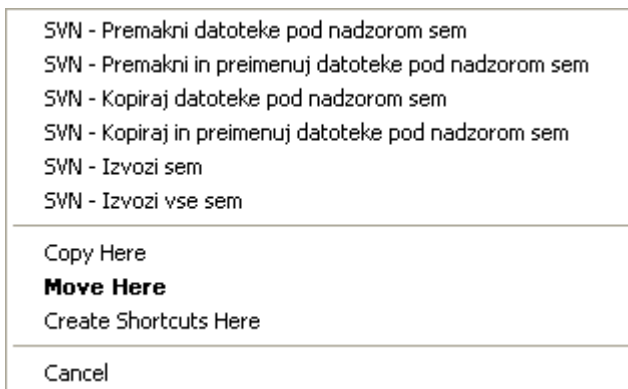 SVN - Premakni datoteke pod nadzorom sem
SVN - Premakni in preimenuj datoteke pod nadzorom sem
SVN - Kopiraj datoteke pod nadzorom sem
SVN - Kopiraj in preimenuj datoteke pod nadzorom sem
SVN - Izvozi sem
SVN - Izvozi vse sem
Copy Here
Move Here
Create Shortcuts Here
Cancel